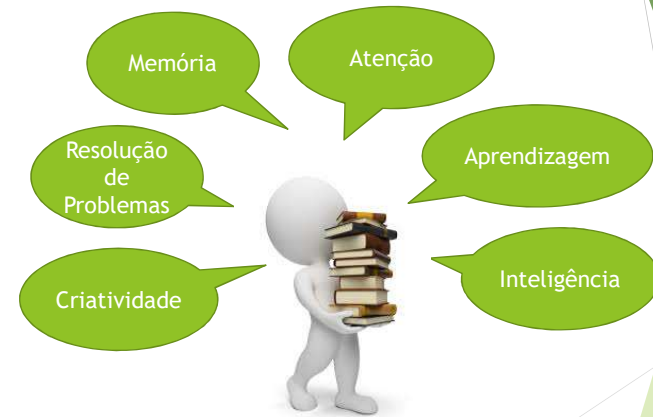 Memória
Atenção
Resolução
de
Problemas
Aprendizagem
Criatividade
Inteligência